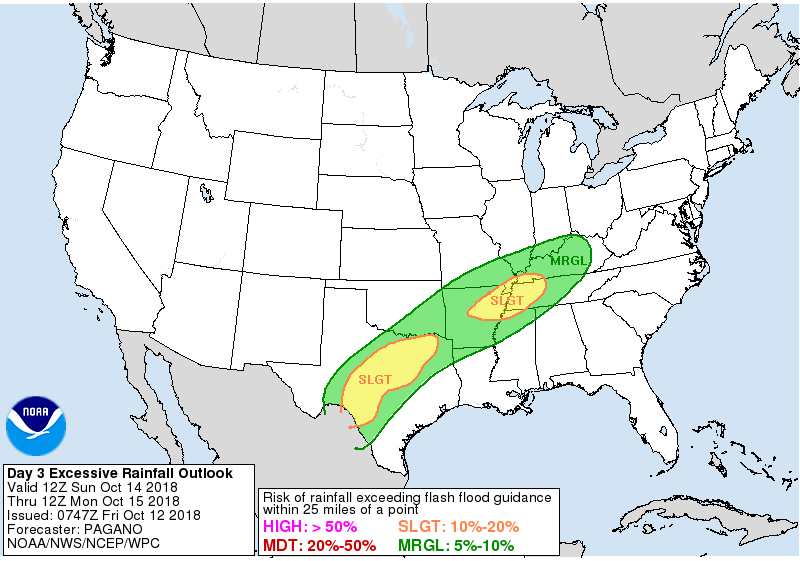 MRGL
SLGT
SLGT
NOAA
Day 3 Excessive Rainfall Outlook
Valid 12Z Sun Oct 14 2018
Thru 12Z Mon Oct 15 2018
Issued: 0747Z Fri Oct 12 2018
Forecaster: PAGANO
NOAA/NWS/NCEP/WPC
Risk of rainfall exceeding flash flood guidance
within 25 miles of a point
HIGH: > 50% SLGT: 10%-20%
MDT: 20%-50% MRGL: 5%-10%